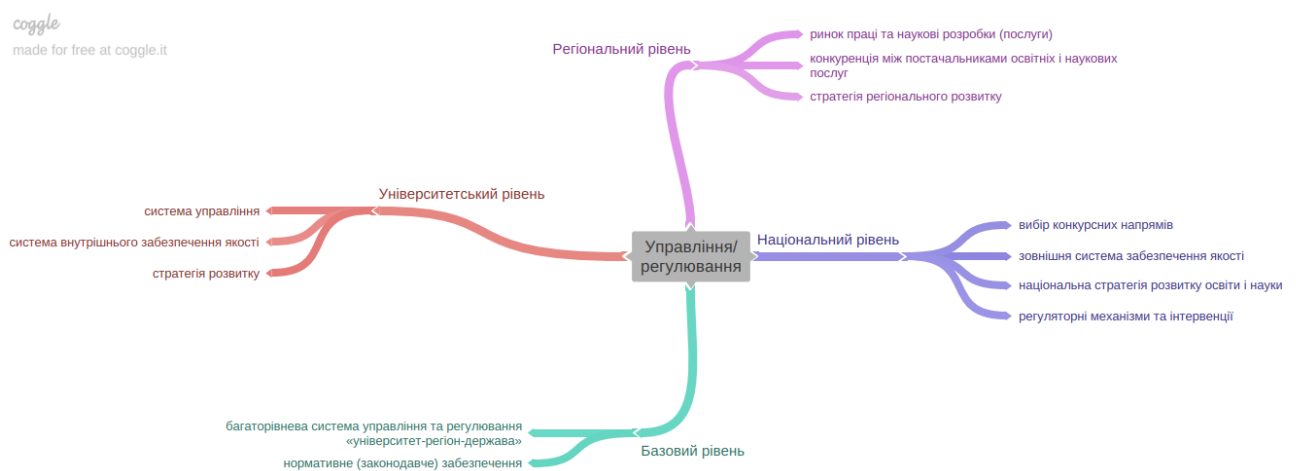 coggle
made for free at coggle.it
Регіональний рівень
ринок праці та наукові розробки (послуги)
конкуренція між постачальниками освітніх і наукових
послуг
стратегія регіонального розвитку
Університетський рівень
система управління
система внутрішнього забезпечення якості
стратегія розвитку
Управління/
регулювання
Національний рівень
вибір конкурсних напрямів
зовнішня система забезпечення якості
національна стратегія розвитку освіти і науки
регуляторні механізми та інтервенції
багаторівнева система управління та регулювання
«університет-регіон-держава»
нормативне (законодавче) забезпечення
Базовий рівень